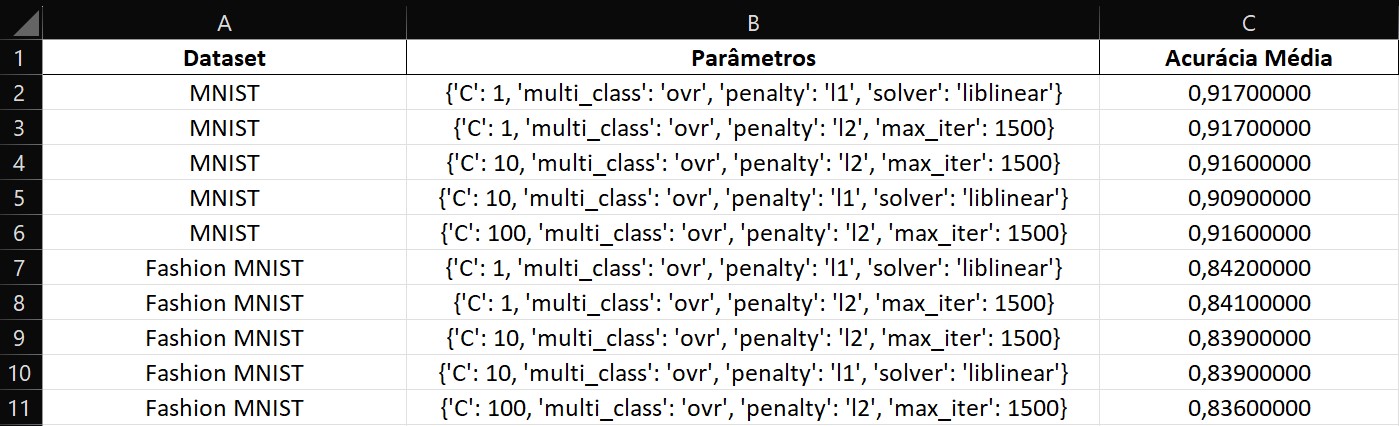 A B C
1 Dataset Parâmetros Acurácia Média
2 MNIST {'C': 1, 'multi_class': 'ovr', 'penalty': 'l1', 'solver': 'liblinear'} 0,91700000
3 MNIST {'C': 1, 'multi_class': 'ovr', 'penalty': 'l2', 'max_iter': 1500} 0,91700000
4 MNIST {'C': 10, 'multi_class': 'ovr', 'penalty': 'l2', 'max_iter': 1500} 0,91600000
5 MNIST {'C': 10, 'multi_class': 'ovr', 'penalty': 'l1', 'solver': 'liblinear'} 0,90900000
6 MNIST {'C': 100, 'multi_class': 'ovr', 'penalty': 'l2', 'max_iter': 1500} 0,91600000
7 Fashion MNIST {'C': 1, 'multi_class': 'ovr', 'penalty': 'l1', 'solver': 'liblinear'} 0,84200000
8 Fashion MNIST {'C': 1, 'multi_class': 'ovr', 'penalty': 'l2', 'max_iter': 1500} 0,84100000
9 Fashion MNIST {'C': 10, 'multi_class': 'ovr', 'penalty': 'l2', 'max_iter': 1500} 0,83900000
10 Fashion MNIST {'C': 10, 'multi_class': 'ovr', 'penalty': 'l1', 'solver': 'liblinear'} 0,83900000
11 Fashion MNIST {'C': 100, 'multi_class': 'ovr', 'penalty': 'l2', 'max_iter': 1500} 0,83600000